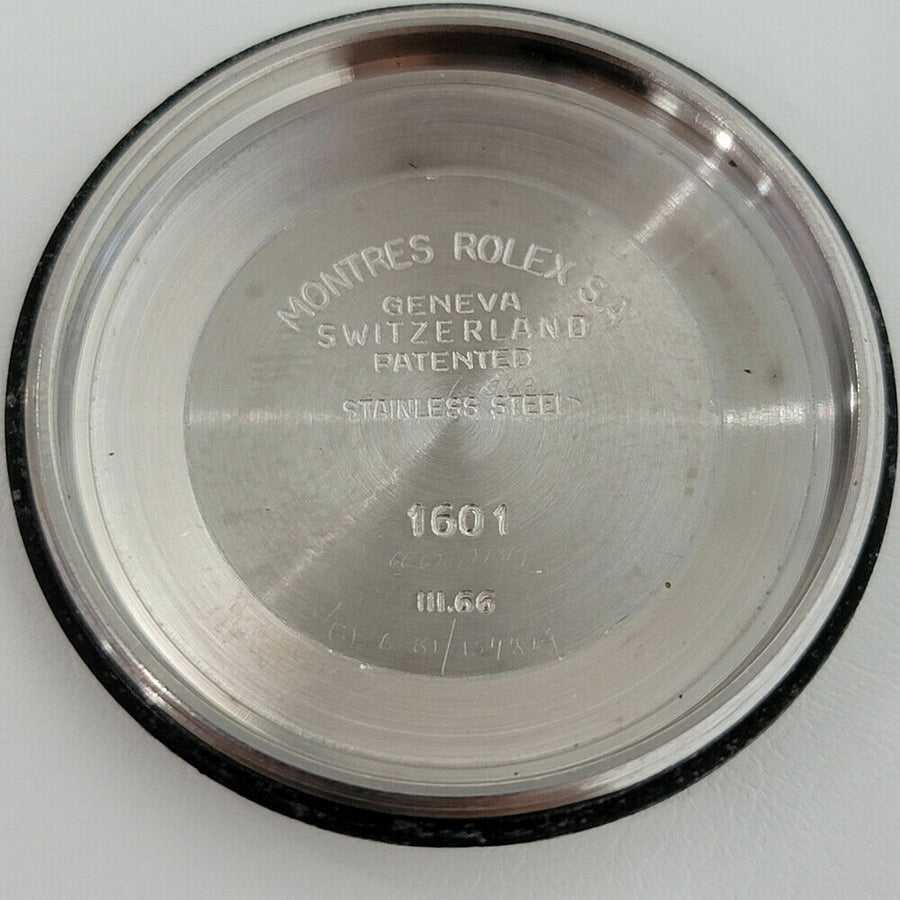 MONTRES ROLEX S.A
GENEVA
SWITZERLAND
PATENTED
STAINLESS STEEL
1601
III.66